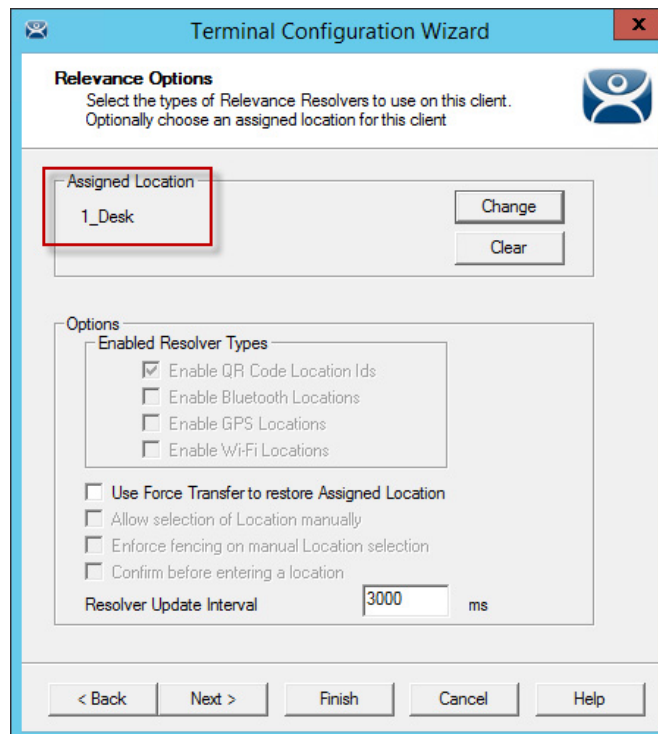 Terminal Configuration Wizard
x
Relevance Options
Select the types of Relevance Resolvers to use on this client.
Optionally choose an assigned location for this client
Assigned Location
1_Desk
Change
Clear
Options
Enabled Resolver Types
Enable QR Code Location Ids
Enable Bluetooth Locations
Enable GPS Locations
Enable Wi-Fi Locations
Use Force Transfer to restore Assigned Location
Allow selection of Location manually
Enforce fencing on manual Location selection
Confirm before entering a location
Resolver Update Interval 3000 ms
< Back Next > Finish Cancel Help